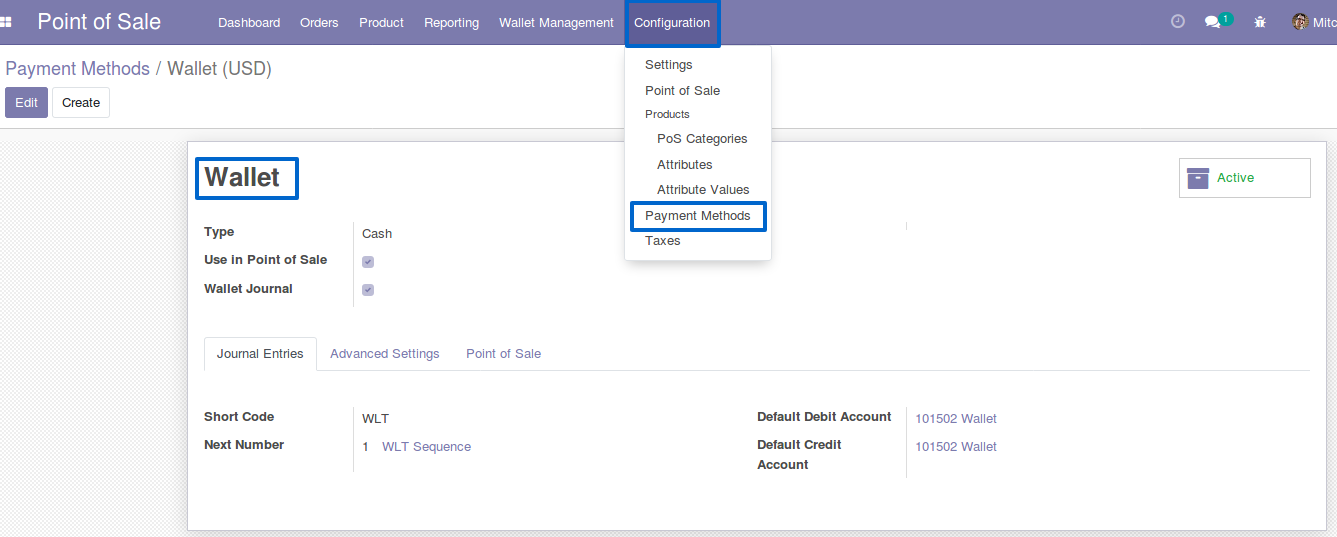 Point of Sale Dashboard Orders Product Reporting Wallet Management Configuration 1 Mitc
Payment Methods / Wallet (USD)
Edit Create
Settings
Point of Sale
Products
PoS Categories
Attributes
Attribute Values
Payment Methods
Taxes
Wallet
Active
Type Cash
Use in Point of Sale
Wallet Journal
Journal Entries Advanced Settings Point of Sale
Short Code WLT Default Debit Account 101502 Wallet
Next Number 1 WLT Sequence Default Credit 101502 Wallet
Account